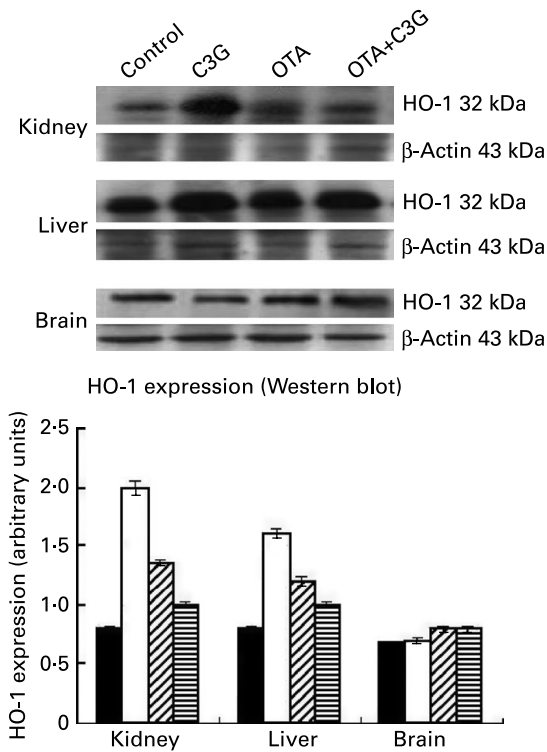 Control C3G OTA OTA+C3G
Kidney
HO-1 32 kDa
β-Actin 43 kDa
Liver
HO-1 32 kDa
β-Actin 43 kDa
Brain
HO-1 32 kDa
β-Actin 43 kDa
HO-1 expression (Western blot)
HO-1 expression (arbitrary units)
2·5
2·0
1·5
1·0
0·5
0
Kidney Liver Brain